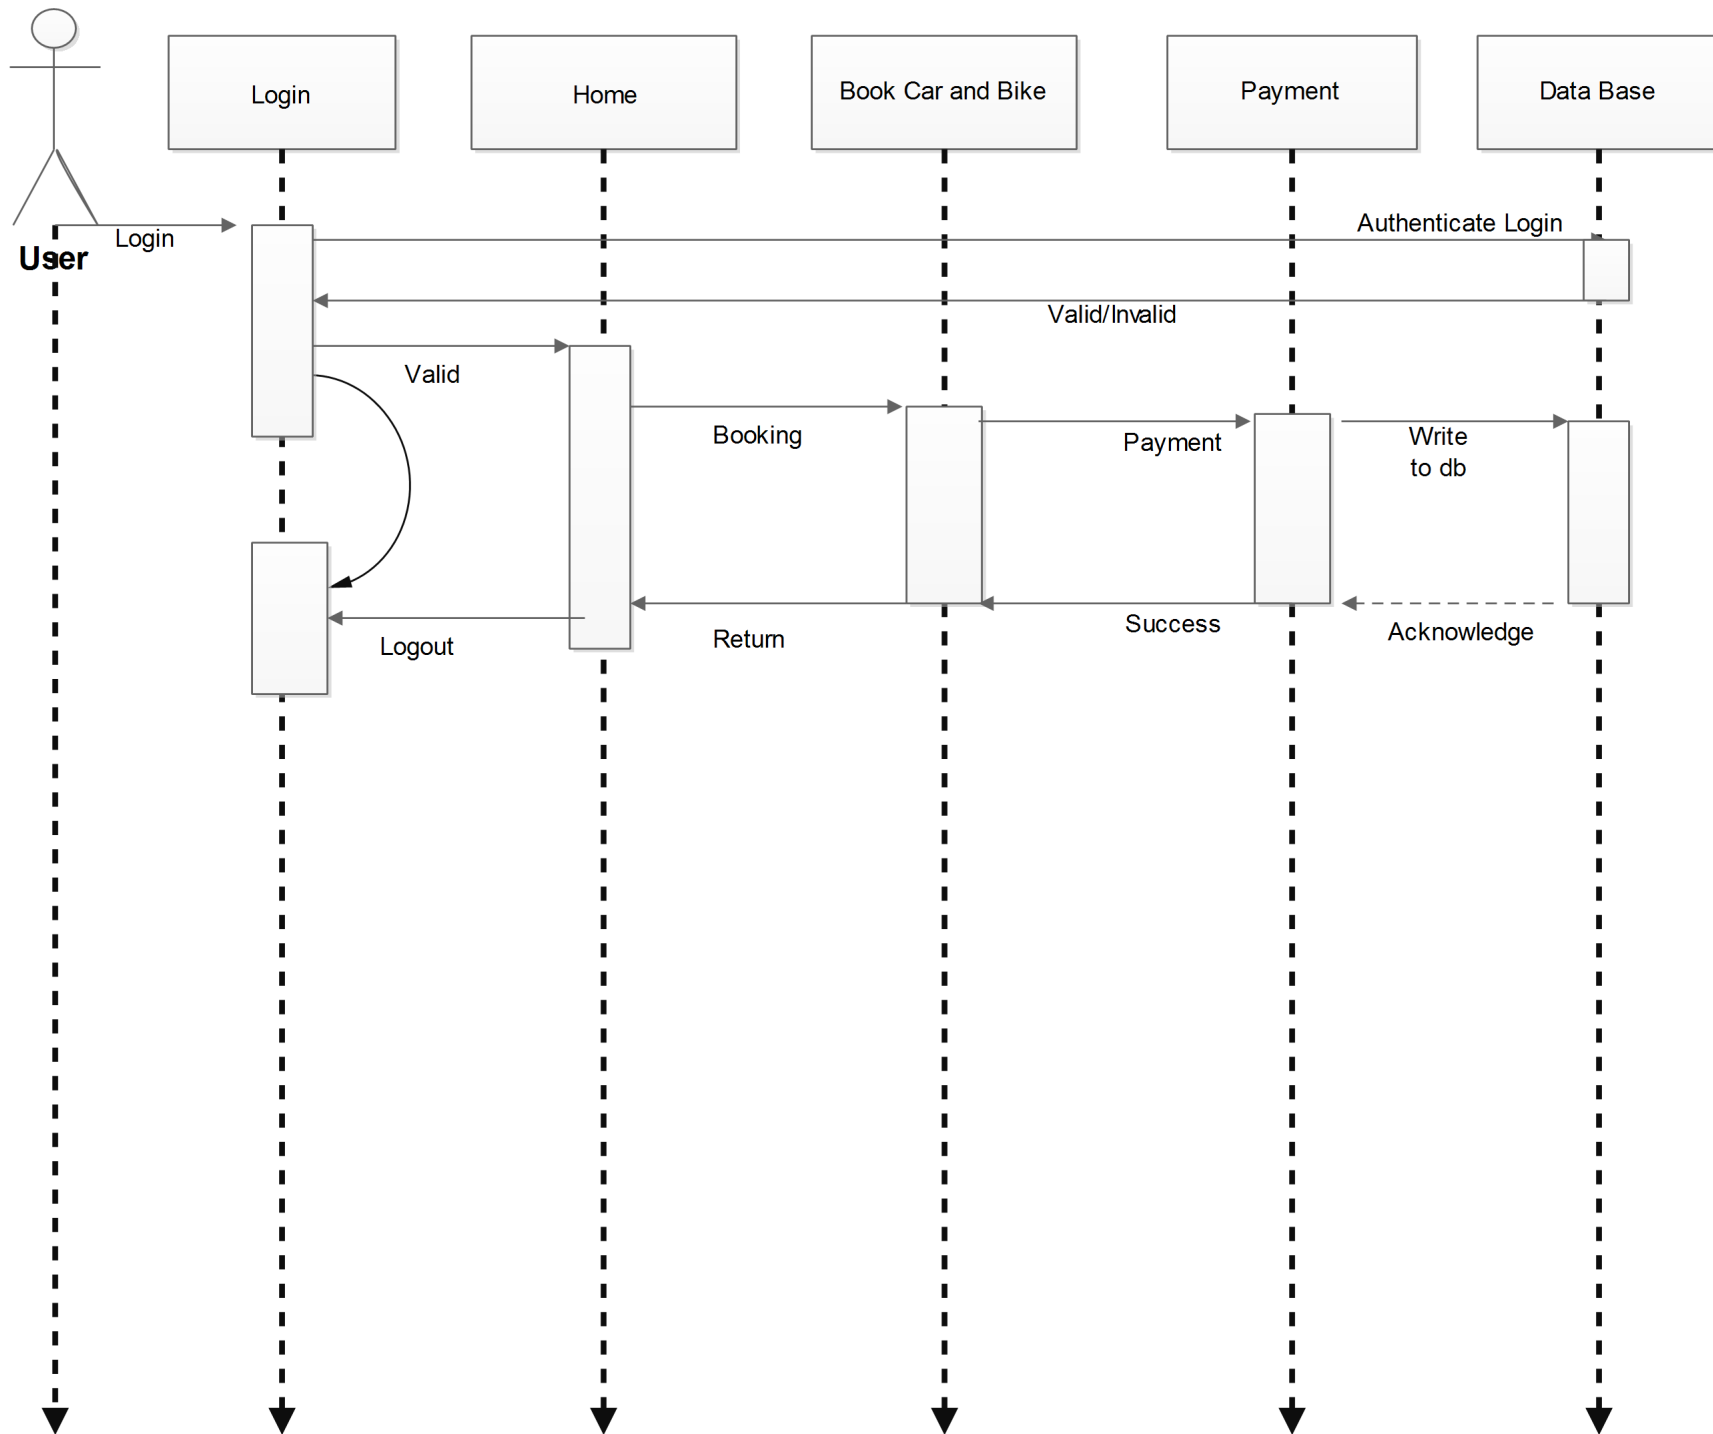 Login
Home
Book Car and Bike
Payment
Data Base
User
Login
Authenticate Login
Valid/Invalid
Valid
Booking
Payment
Write
to db
Logout
Return
Success
Acknowledge